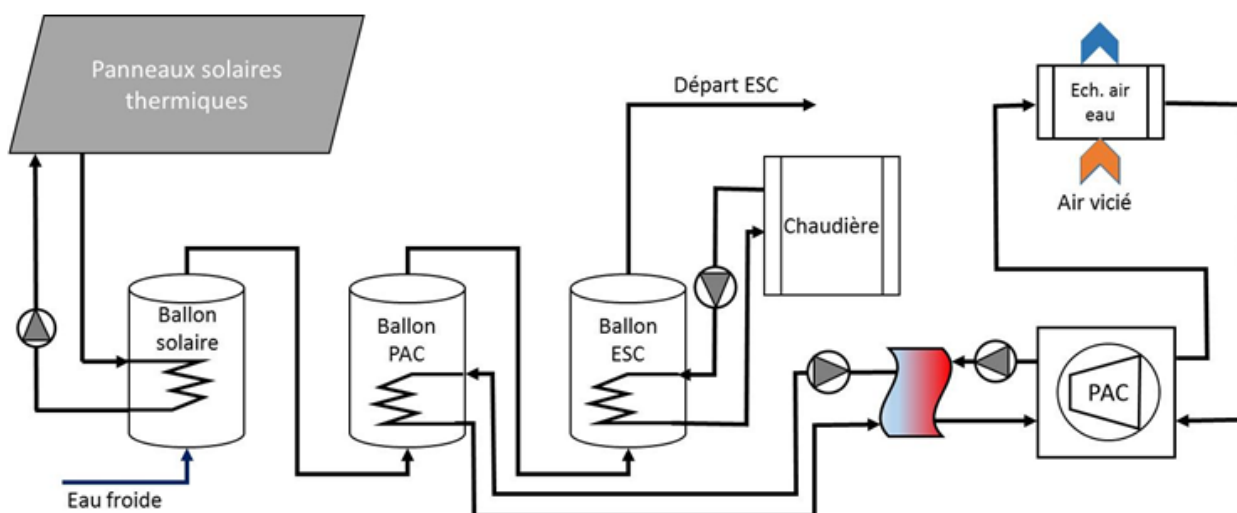 Panneaux solaires
thermiques
Départ ESC
Ech. air
eau
Air vicié
Chaudière
Ballon
solaire
Ballon
PAC
Ballon
ESC
PAC
Eau froide